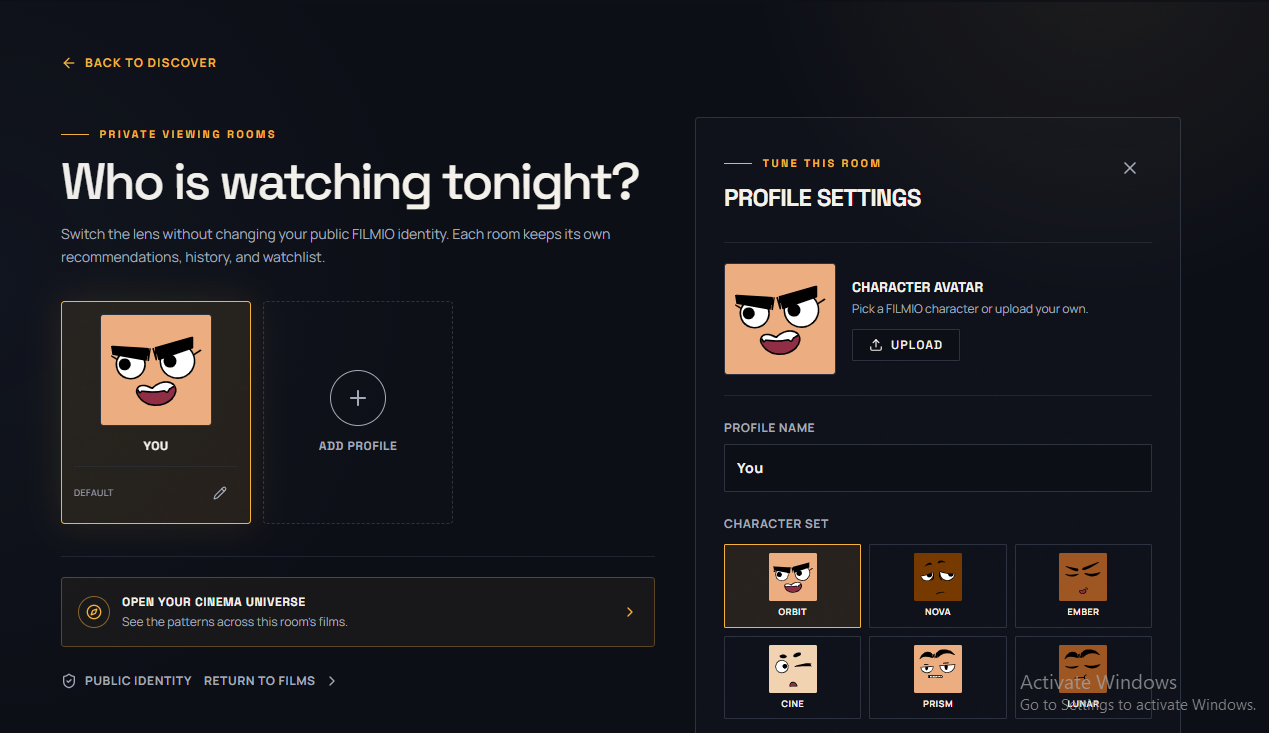 BACK TO DISCOVER
PRIVATE VIEWING ROOMS
Who is watching tonight?
Switch the lens without changing your public FILMIO identity. Each room keeps its own
recommendations, history, and watchlist.
YOU
DEFAULT
ADD PROFILE
OPEN YOUR CINEMA UNIVERSE
See the patterns across this room's films.
PUBLIC IDENTITY
RETURN TO FILMS
TUNE THIS ROOM
PROFILE SETTINGS
CHARACTER AVATAR
Pick a FILMIO character or upload your own.
UPLOAD
PROFILE NAME
You
CHARACTER SET
ORBIT
NOVA
EMBER
CINE
PRISM
LUNAR
Activate Windows
Go to Settings to activate Windows.